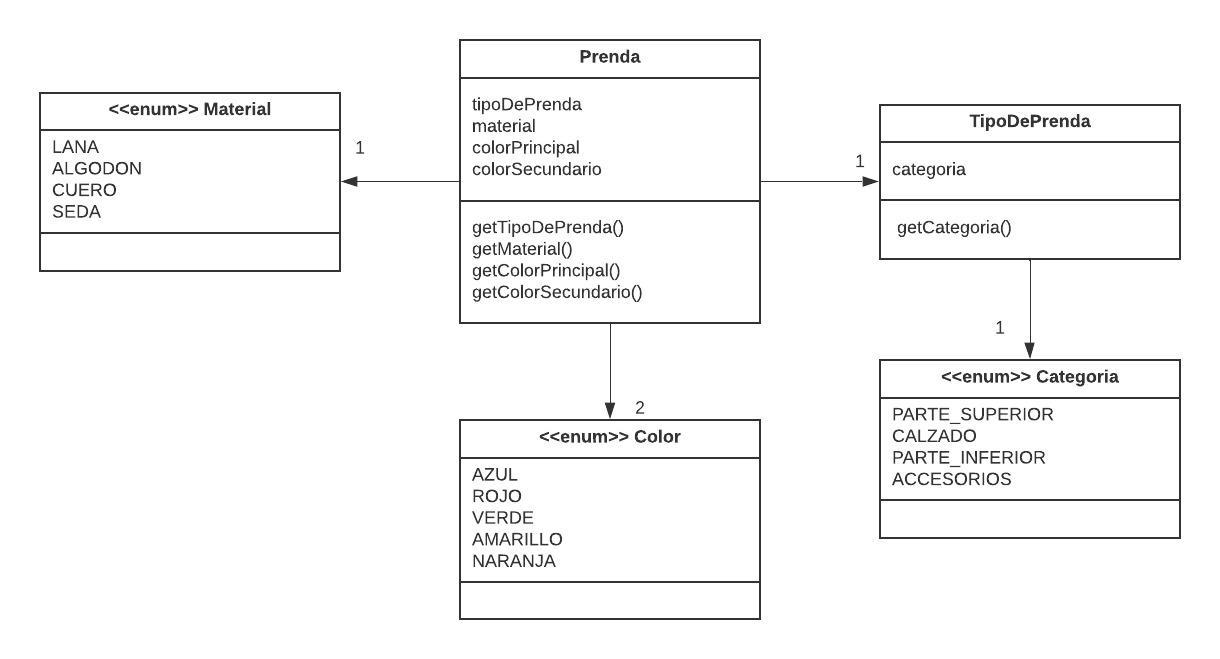 Prenda
tipoDePrenda
material
colorPrincipal
colorSecundario
getTipoDePrenda()
getMaterial()
getColorPrincipal()
getColorSecundario()
<<enum>> Material
LANA
ALGODON
CUERO
SEDA
1
1
TipoDePrenda
categoria
getCategoria()
1
<<enum>> Categoria
PARTE_SUPERIOR
CALZADO
PARTE_INFERIOR
ACCESORIOS
2
<<enum>> Color
AZUL
ROJO
VERDE
AMARILLO
NARANJA